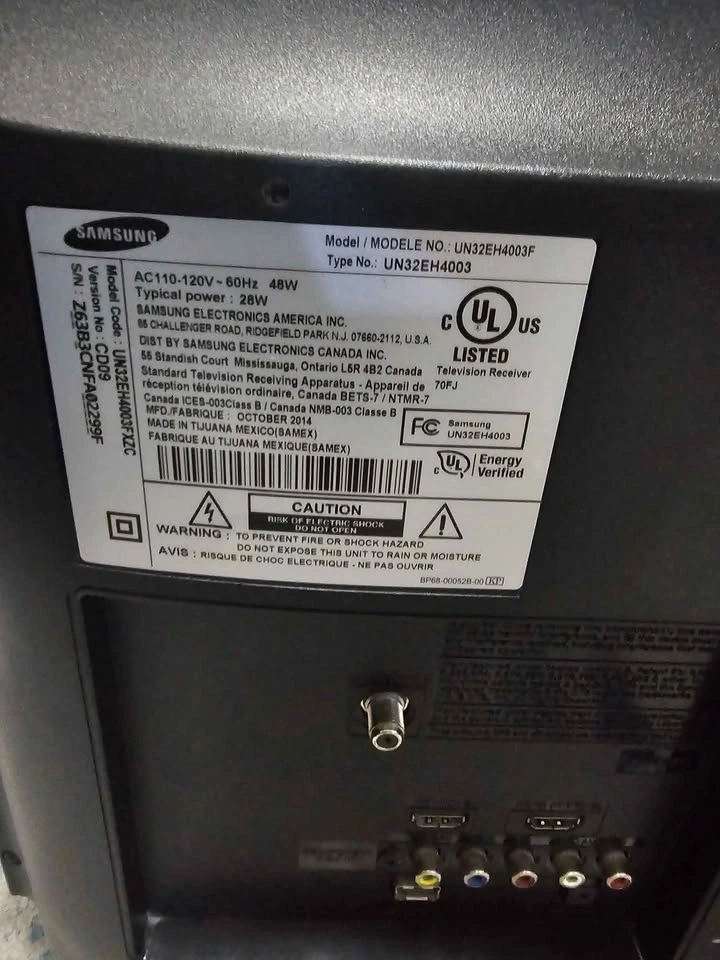 SAMSUNG
Model / MODELE NO.: UN32EH4003F
Type No.: UN32EH4003
Model Code : UN32EH4003FXZC
Version No : CD09
S/N : Z63B3CNFA02299F
AC110-120V~60Hz 48W
Typical power : 28W
SAMSUNG ELECTRONICS AMERICA INC.
85 CHALLENGER ROAD, RIDGEFIELD PARK N.J. 07660-2112, U.S.A.
DIST BY SAMSUNG ELECTRONICS CANADA INC.
55 Standish Court Mississauga, Ontario L5R 4B2 Canada
Standard Television Receiving Apparatus - Appareil de
réception télévision ordinaire, Canada BETS-7 / NTMR-7
Canada ICES-003Class B / Canada NMB-003 Classe B
MFD/FABRIQUE : OCTOBER 2014
MADE IN TIJUANA MEXICO(SAMEX)
FABRIQUE AU TIJUANA MEXIQUE(SAMEX)
C UL US
LISTED
Television Receiver
70FJ
FC Samsung
UN32EH4003
C UL Energy
Verified
CAUTION
RISK OF ELECTRIC SHOCK
DO NOT OPEN
WARNING : TO PREVENT FIRE OR SHOCK HAZARD
DO NOT EXPOSE THIS UNIT TO RAIN OR MOISTURE
AVIS : RISQUE DE CHOC ELECTRIQUE - NE PAS OUVRIR
BP68-00052B-00 KP